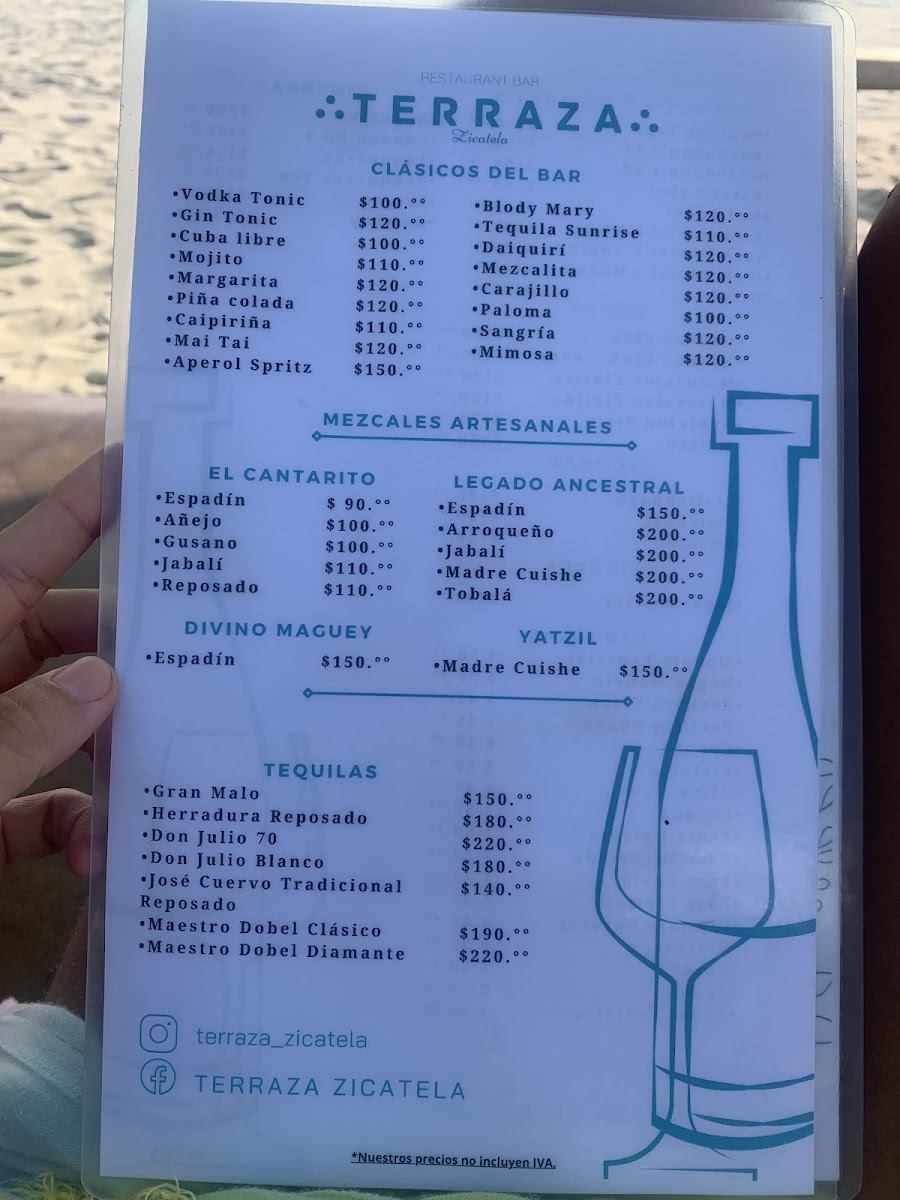 RESTAURANT BAR
TERRAZA
Zicatela
CLÁSICOS DEL BAR
•Vodka Tonic $100.°°
•Gin Tonic $120.°°
•Cuba libre $100.°°
•Mojito $110.°°
•Margarita $120.°°
•Piña colada $120.°°
•Caipiriña $110.°°
•Mai Tai $120.°°
•Aperol Spritz $150.°°
•Blody Mary $120.°°
•Tequila Sunrise $110.°°
•Daiquirí $120.°°
•Mezcalita $120.°°
•Carajillo $120.°°
•Paloma $100.°°
•Sangría $120.°°
•Mimosa $120.°°
MEZCALES ARTESANALES
EL CANTARITO
•Espadín $ 90.°°
•Añejo $100.°°
•Gusano $100.°°
•Jabalí $110.°°
•Reposado $110.°°
LEGADO ANCESTRAL
•Espadín $150.°°
•Arroqueño $200.°°
•Jabalí $200.°°
•Madre Cuishe $200.°°
•Tobalá $200.°°
DIVINO MAGUEY
•Espadín $150.°°
YATZIL
•Madre Cuishe $150.°°
TEQUILAS
•Gran Malo $150.°°
•Herradura Reposado $180.°°
•Don Julio 70 $220.°°
•Don Julio Blanco $180.°°
•José Cuervo Tradicional $140.°°
Reposado
•Maestro Dobel Clásico $190.°°
•Maestro Dobel Diamante $220.°°
terraza_zicatela
TERRAZA ZICATELA
*Nuestros precios no incluyen IVA.